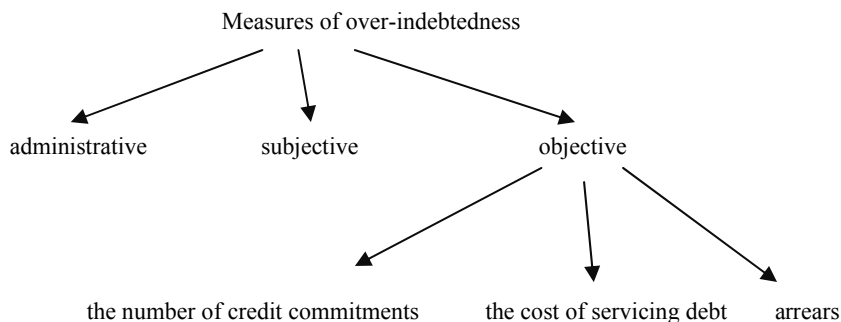 Measures of over-indebtedness
administrative subjective objective
the number of credit commitments the cost of servicing debt arrears